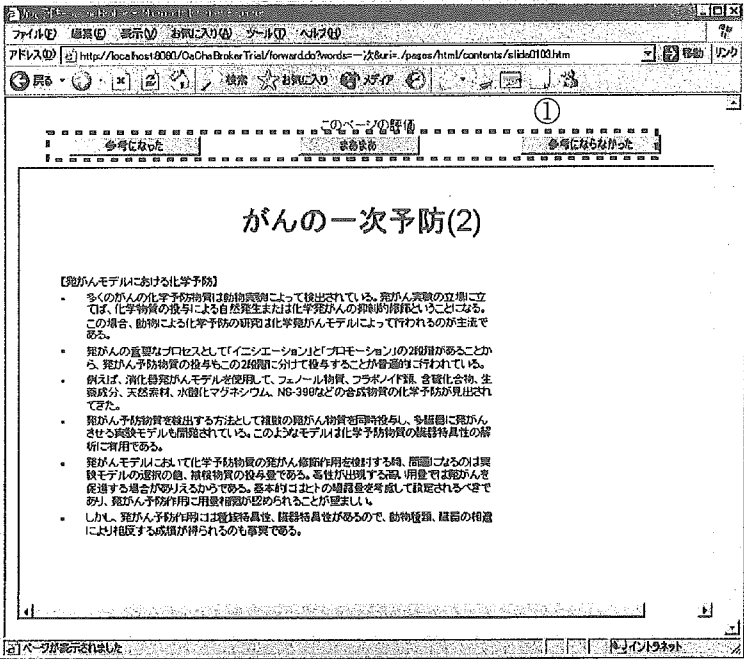 ファイル(F) 編集(E) 表示(V) お気に入り(A) ツール(T) ヘルプ(H)
アドレス(D) http://localhost:8080/OaChaBrokerTrial/forward.do?words=一次&uri=./pages/html/contents/slide0103.htm 移動 リンク
戻る 検索 お気に入り メディア
このページの評価 ①
参考になった まあまあ 参考にならなかった
がんの一次予防(2)
【発がんモデルにおける化学予防】
▪ 多くのがんの化学予防物質は動物実験によって検出されている。発がん実験の立場に立
てば、化学物質の投与による自然発生または化学発がんの抑制的修飾ということになる。
この場合、動物による化学予防の研究は化学発がんモデルによって行われるのが主流で
ある。
▪ 発がんの重要なプロセスとして「イニシエーション」と「プロモーション」の2段階があることか
ら、発がん予防物質の投与もこの2段階に分けて投与することが普通的に行われている。
▪ 例えば、消化器発がんモデルを使用して、フェノール物質、フラボノイド類、含硫化合物、生
薬成分、天然素材、水酸化マグネシウム、NS-398などの合成物質の化学予防が見出され
てきた。
▪ 発がん予防物質を検出する方法として複数の発がん物質を同時投与し、多臓器に発がん
させる実験モデルも開発されている。このようなモデルは化学予防物質の臓器特異性の解
析に有用である。
▪ 発がんモデルにおいて化学予防物質の発がん修飾作用を検討する時、問題になるのは実
験モデルの選択の他、被検物質の投与量である。毒性が出現する高い用量では発がんを
促進する場合がありえるからである。基本的にはヒトの場摂量を考慮して設定されるべきで
あり、発がん予防作用に用量相関が認められることが望ましい。
▪ しかし、発がん予防作用には種族特異性、臓器特異性があるので、動物種類、臓器の相違
により相反する成績が得られるのも事実である。
ページが表示されました イントラネット